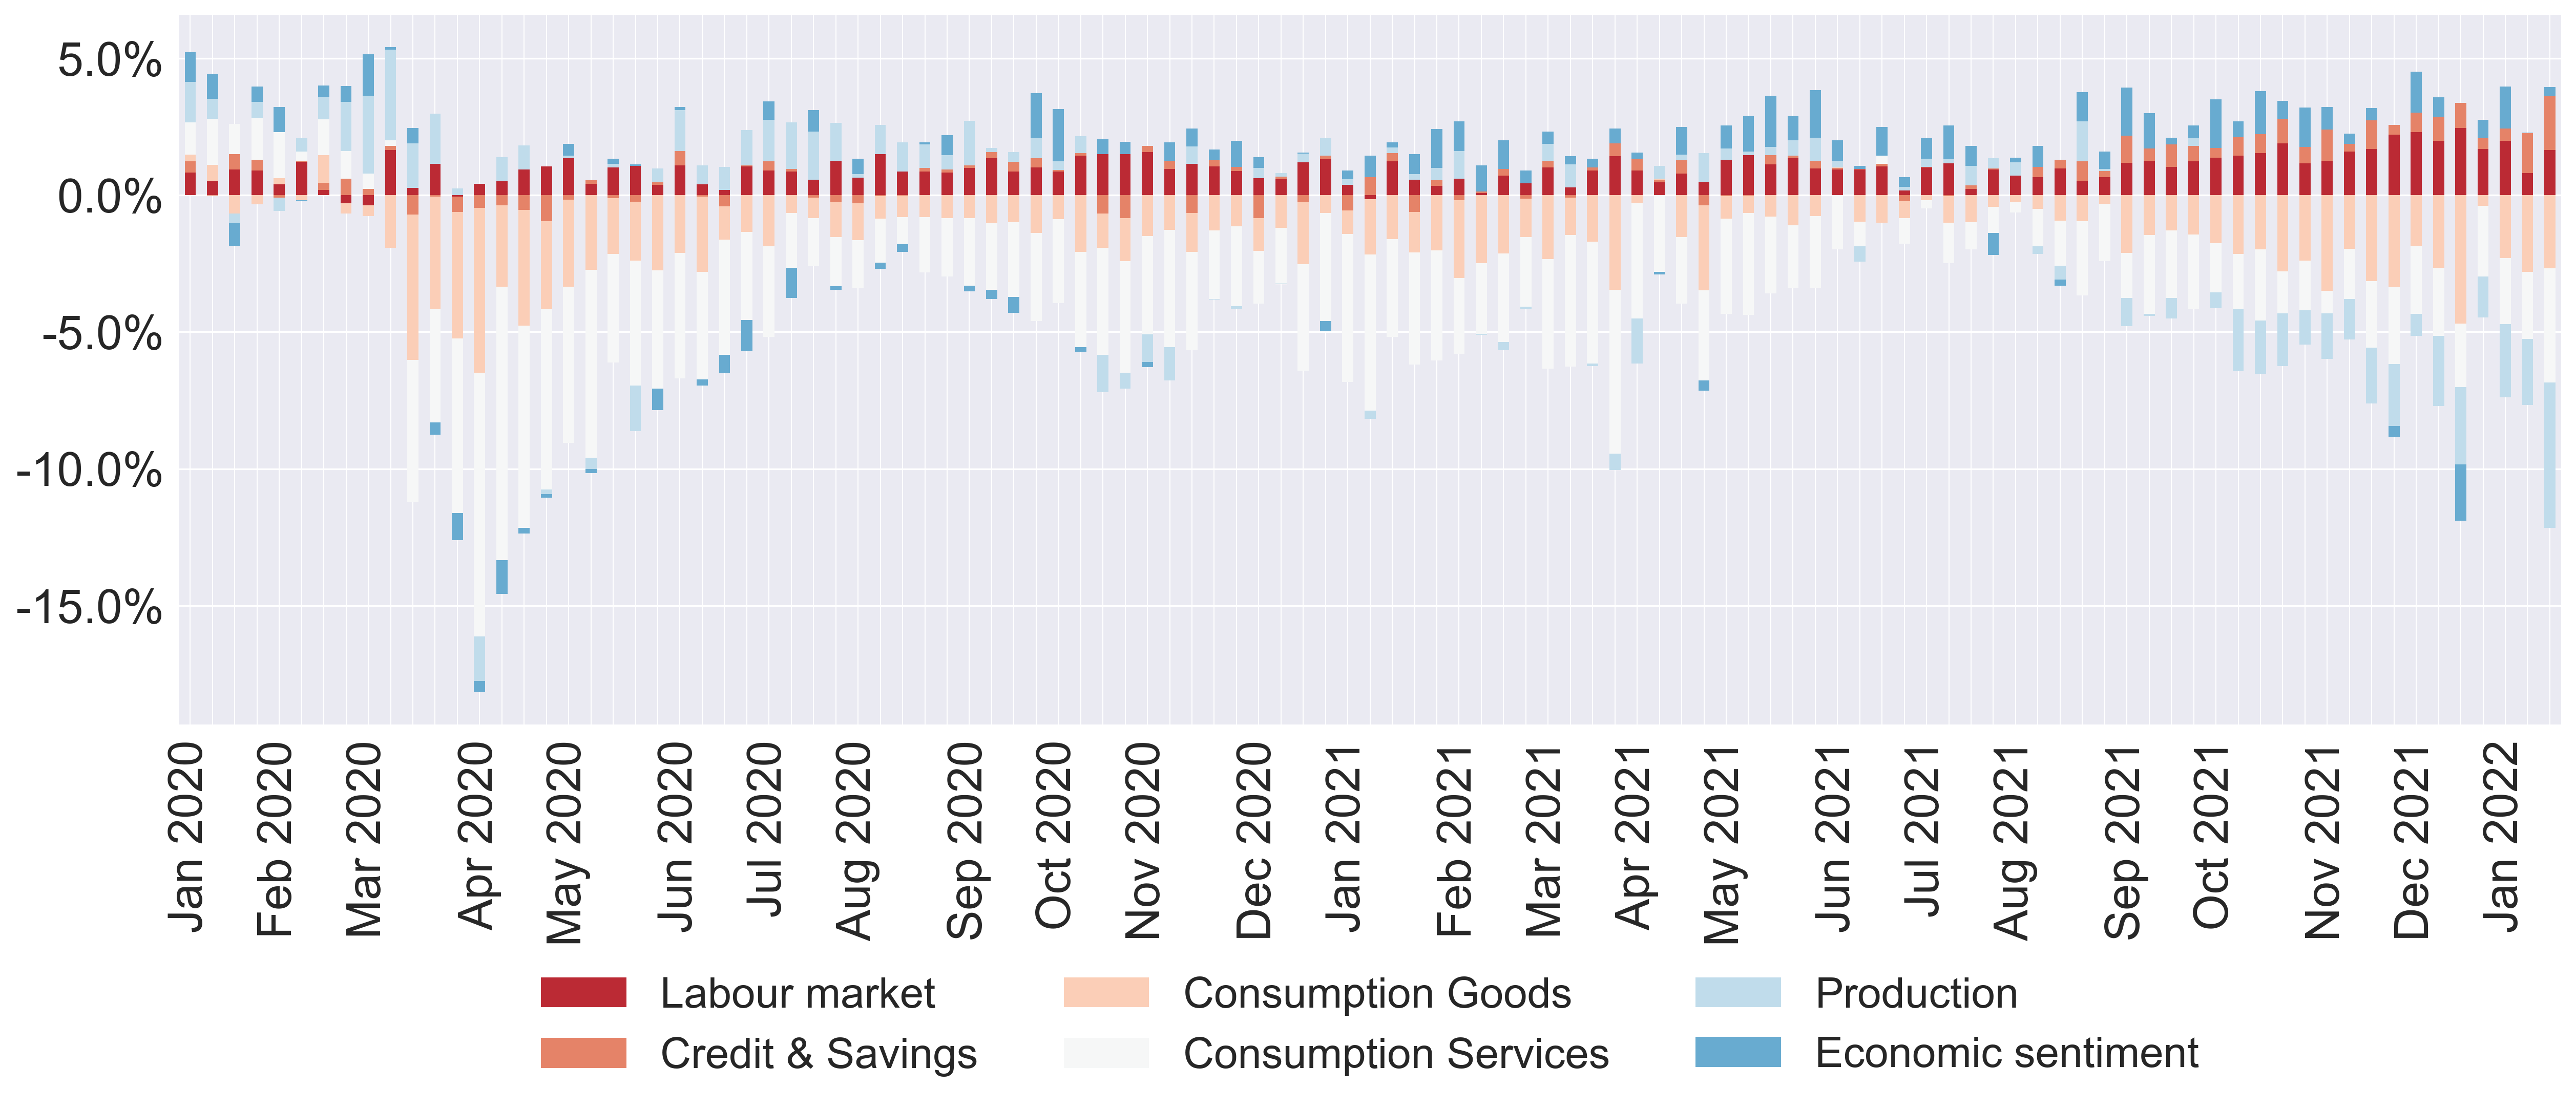 5.0%
0.0%
-5.0%
-10.0%
-15.0%
Jan 2020
Feb 2020
Mar 2020
Apr 2020
May 2020
Jun 2020
Jul 2020
Aug 2020
Sep 2020
Oct 2020
Nov 2020
Dec 2020
Jan 2021
Feb 2021
Mar 2021
Apr 2021
May 2021
Jun 2021
Jul 2021
Aug 2021
Sep 2021
Oct 2021
Nov 2021
Dec 2021
Jan 2022
Labour market
Credit & Savings
Consumption Goods
Consumption Services
Production
Economic sentiment